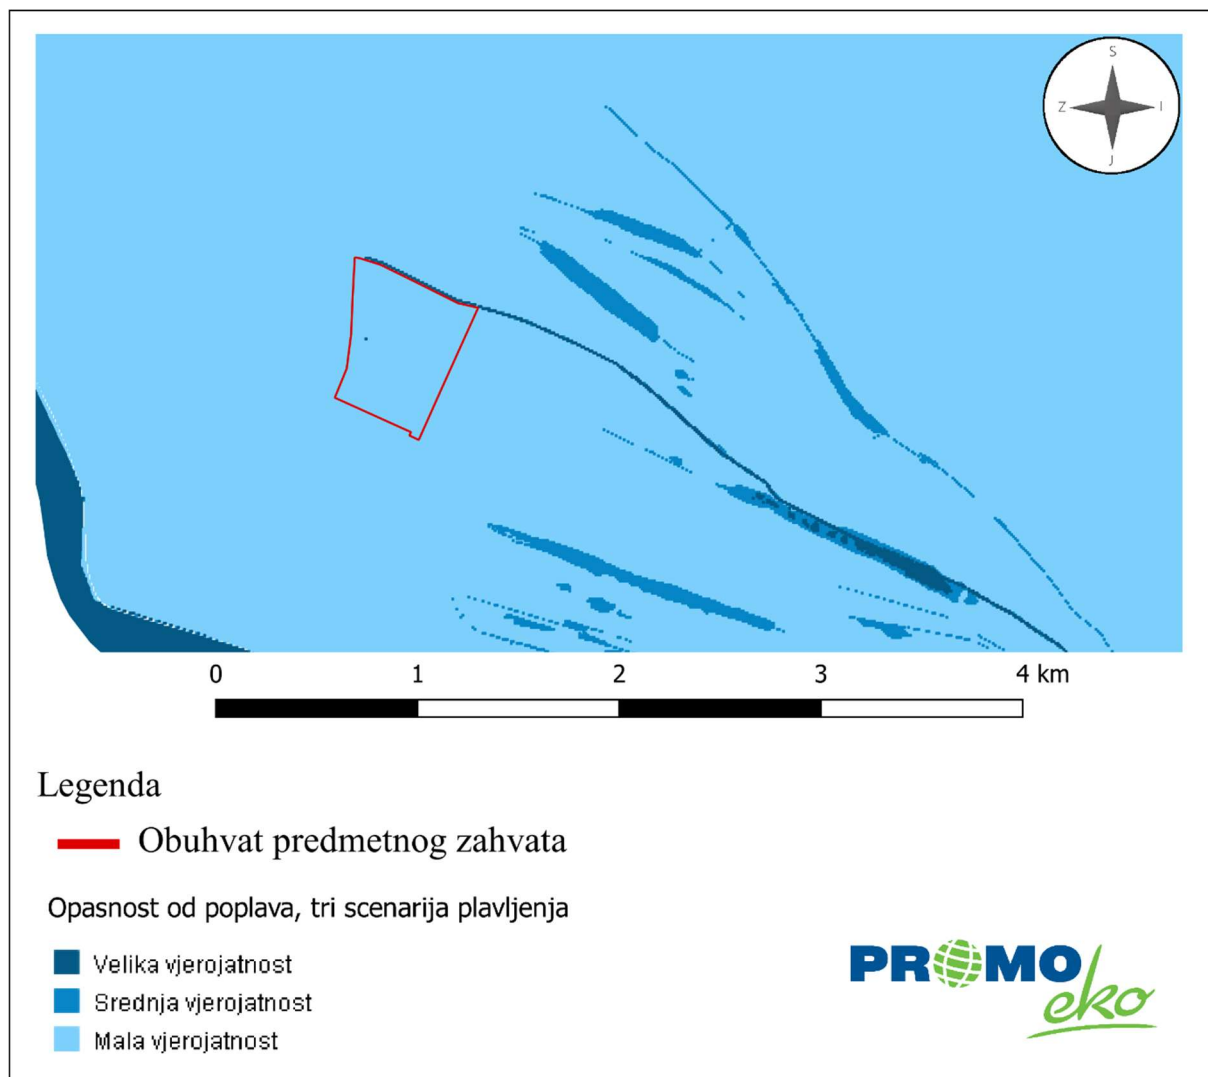 S
Z I
J
0 1 2 3 4 km
Legenda
Obuhvat predmetnog zahvata
Opasnost od poplava, tri scenarija plavljenja
Velika vjerojatnost
Srednja vjerojatnost
Mala vjerojatnost
PROMO
eko